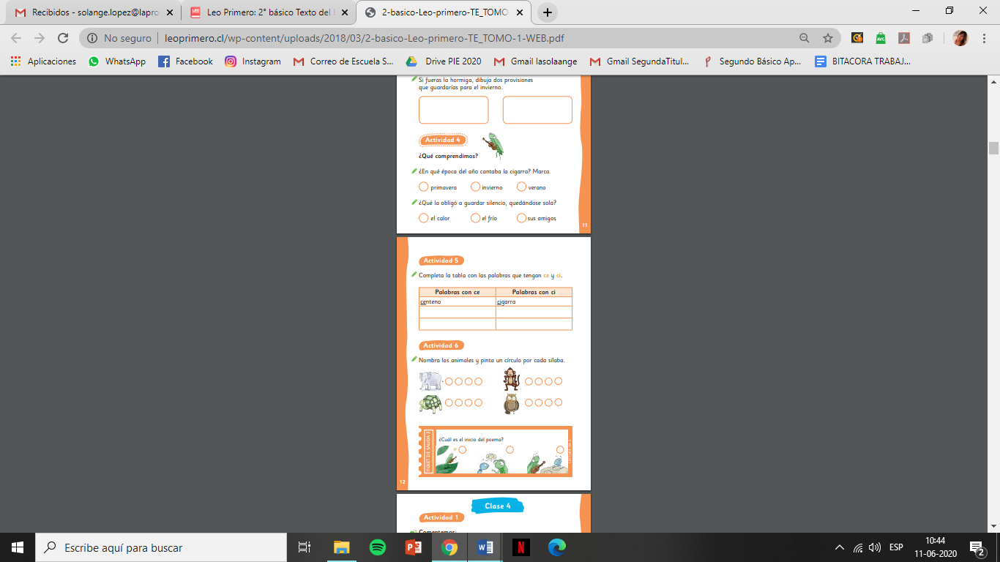 Recibidos - solange.lopez@lapro
Leo Primero: 2° básico Texto del
2-basico-Leo-primero-TE_TOMO
No seguro
leoprimero.cl/wp-content/uploads/2018/03/2-basico-Leo-primero-TE_TOMO-1-WEB.pdf
Aplicaciones
WhatsApp
Facebook
Instagram
Correo de Escuela S...
Drive PIE 2020
Gmail lasolaange
Gmail SegundaTitul...
Segundo Básico Ap...
BITACORA TRABAJ...
Si fueras la hormiga, dibuja dos provisiones
que guardarías para el invierno.
Actividad 4
¿Qué comprendimos?
¿En qué época del año cantaba la cigarra? Marca.
primavera invierno verano
¿Qué la obligó a guardar silencio, quedándose sola?
el calor el frío sus amigos
11
Actividad 5
Completa la tabla con las palabras que tengan ce y ci.
Palabras con ce Palabras con ci
centeno cigarra
Actividad 6
Nombra los animales y pinta un círculo por cada sílaba.
TICKET DE SALIDA 3
¿Cuál es el inicio del poema?
12
Clase 4
Actividad 1
Comentemos:
Escribe aquí para buscar
ESP
10:44
11-06-2020
2